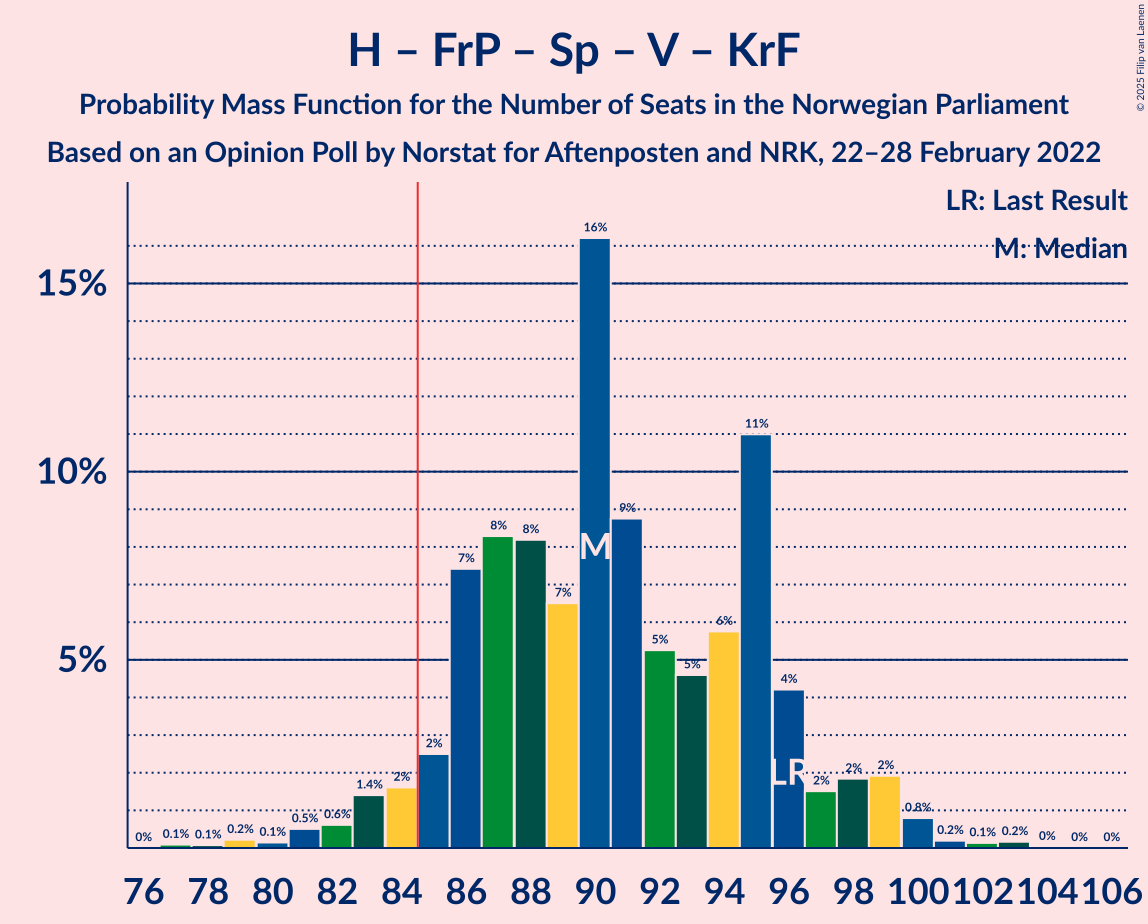 H – FrP – Sp – V – KrF
Probability Mass Function for the Number of Seats in the Norwegian Parliament
Based on an Opinion Poll by Norstat for Aftenposten and NRK, 22–28 February 2022
© 2025 Filip van Laenen
LR: Last Result
M: Median
15%
10%
5%
0% 0.1% 0.1% 0.2% 0.1% 0.5% 0.6% 1.4% 2% 2% 7% 8% 8% 7% 16% 9% 5% 5% 6% 11% 4% 2% 2% 2% 0.8% 0.2% 0.1% 0.2% 0% 0% 0%
M
LR
76 78 80 82 84 86 88 90 92 94 96 98 100 102 104 106